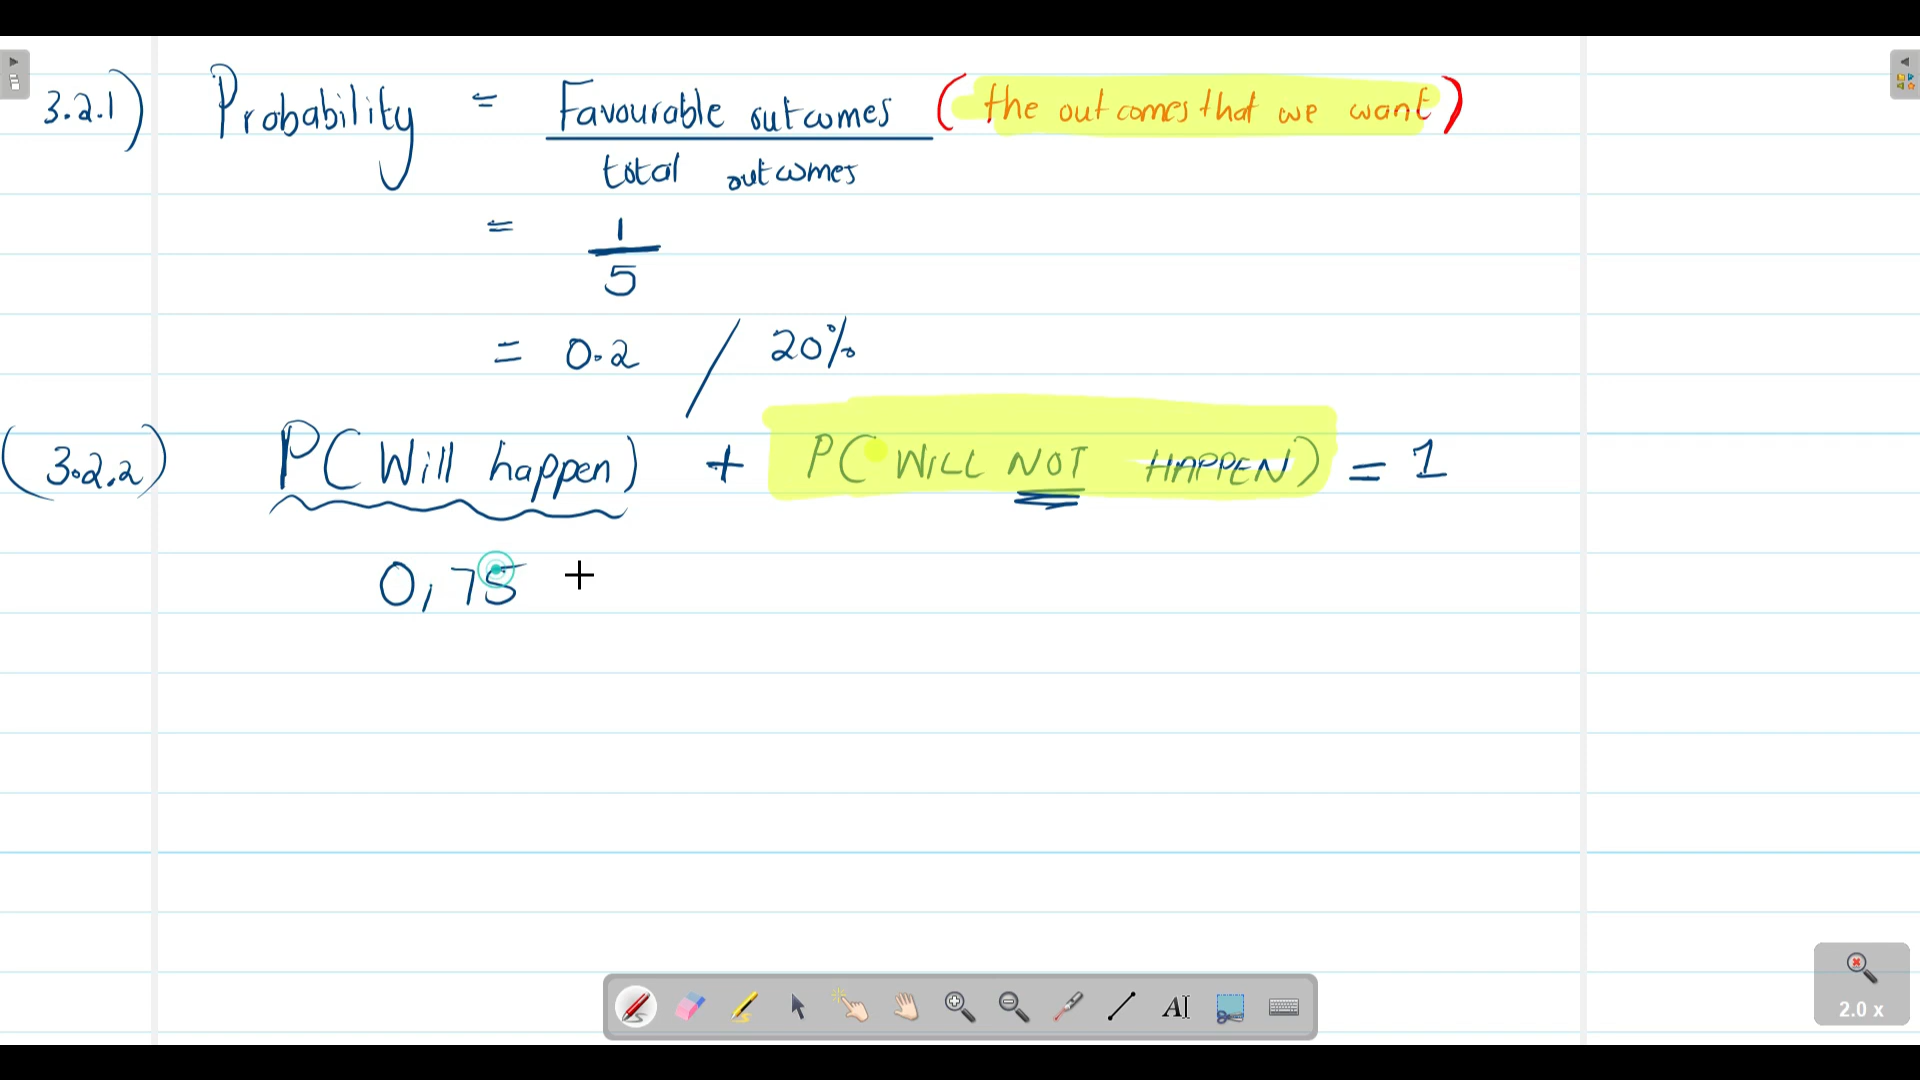 3.2.1) Probability = Favourable outcomes (the outcomes that we want)
total outcomes
= 1
5
= 0.2 / 20%
(3.2.2) P(Will happen) + P(WILL NOT HAPPEN) = 1
0,75 +
2.0 x